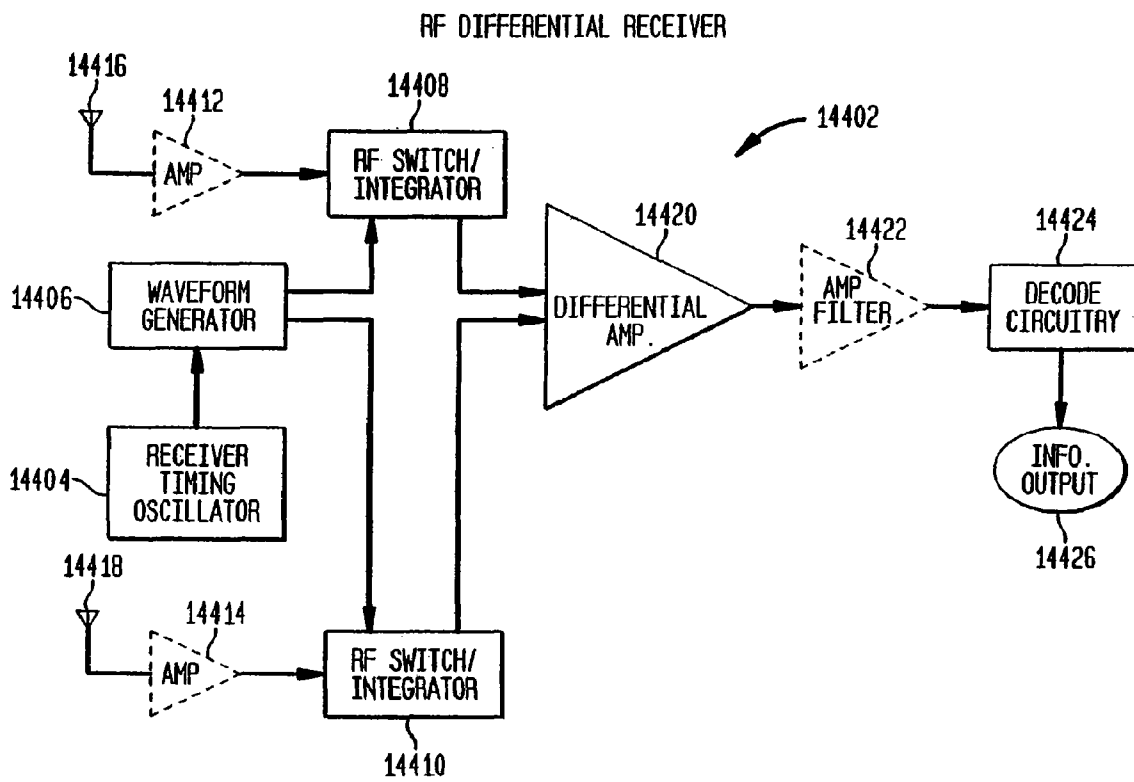 RF DIFFERENTIAL RECEIVER
14416
14412
14408
14402
AMP
RF SWITCH/
INTEGRATOR
14420
14422
14424
14406
WAVEFORM
GENERATOR
DIFFERENTIAL
AMP.
AMP
FILTER
DECODE
CIRCUITRY
14404
RECEIVER
TIMING
OSCILLATOR
INFO.
OUTPUT
14426
14418
14414
AMP
RF SWITCH/
INTEGRATOR
14410